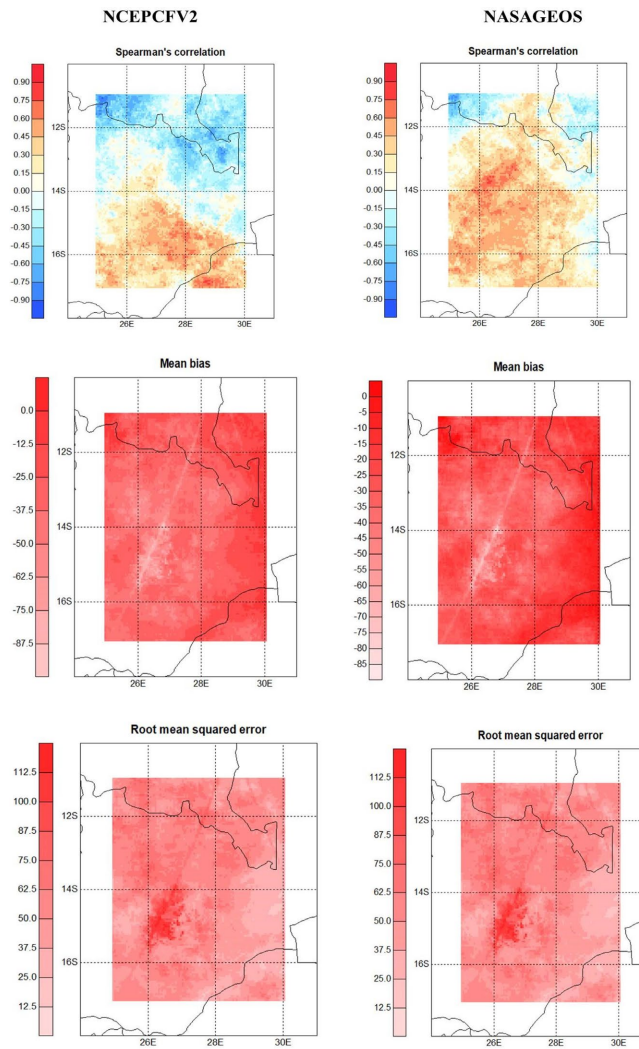 NCEPCFV2
NASAGEOS
Spearman's correlation
0.90
0.75
0.60
0.45
0.30
0.15
0.00
-0.15
-0.30
-0.45
-0.60
-0.75
-0.90
12S
14S
16S
26E
28E
30E
Spearman's correlation
0.90
0.75
0.60
0.45
0.30
0.15
0.00
-0.15
-0.30
-0.45
-0.60
-0.75
-0.90
12S
14S
16S
26E
28E
30E
Mean bias
0.0
-12.5
-25.0
-37.5
-50.0
-62.5
-75.0
-87.5
12S
14S
16S
26E
28E
30E
Mean bias
0
-5
-10
-15
-20
-25
-30
-35
-40
-45
-50
-55
-60
-65
-70
-75
-80
-85
12S
14S
16S
26E
28E
30E
Root mean squared error
112.5
100.0
87.5
75.0
62.5
50.0
37.5
25.0
12.5
12S
14S
16S
26E
28E
30E
Root mean squared error
112.5
100.0
87.5
75.0
62.5
50.0
37.5
25.0
12.5
12S
14S
16S
26E
28E
30E